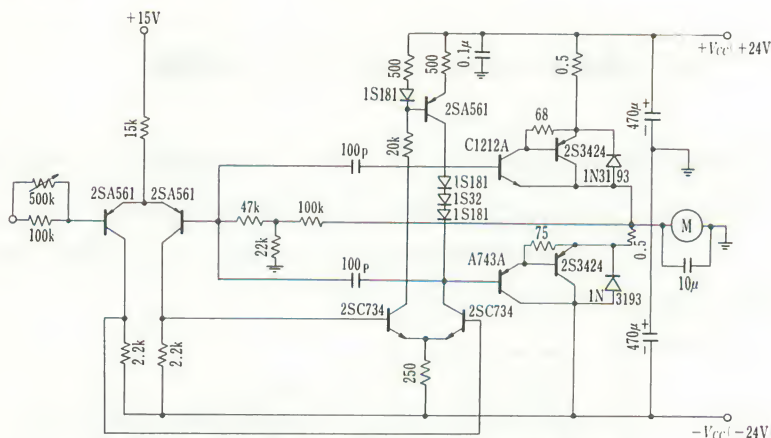 +15V
+Vcc(+24V)
0.1μ
500
500
0.5
1S181
2SA561
68
470μ
+
−
15k
20k
C1212A
2S3424
100p
1N3193
500k
2SA561
2SA561
1S181
1S32
1S181
47k
100k
M
100k
22k
75
0.5
A743A
2S3424
10μ
100p
1N
3193
2SC734
2SC734
470μ
+
−
2.2k
2.2k
250
−Vcc(−24V)